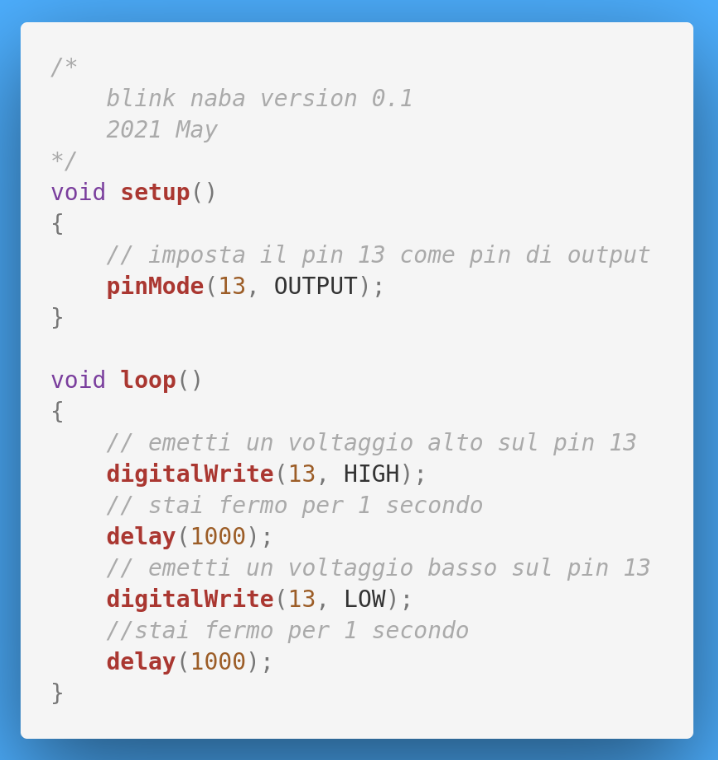 /*
    blink naba version 0.1
    2021 May
*/
void setup()
{
    // imposta il pin 13 come pin di output
    pinMode(13, OUTPUT);
}

void loop()
{
    // emetti un voltaggio alto sul pin 13
    digitalWrite(13, HIGH);
    // stai fermo per 1 secondo
    delay(1000);
    // emetti un voltaggio basso sul pin 13
    digitalWrite(13, LOW);
    //stai fermo per 1 secondo
    delay(1000);
}